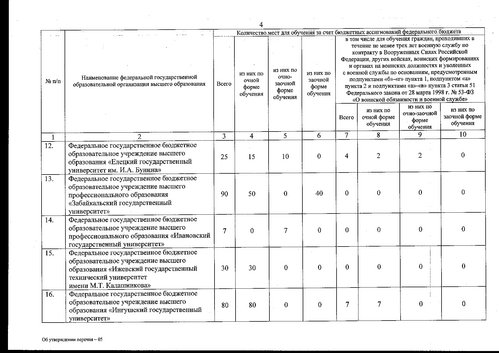 4
№ п/п
Наименование федеральной государственной
образовательной организации высшего образования
Количество мест для обучения за счет бюджетных ассигнований федерального бюджета
Всего
из них по
очной
форме
обучения
из них по
очно-
заочной
форме
обучения
из них по
заочной
форме
обучения
в том числе для обучения граждан, проходивших в
течение не менее трех лет военную службу по
контракту в Вооруженных Силах Российской
Федерации, других войсках, воинских формированиях
и органах на воинских должностях и уволенных
с военной службы по основаниям, предусмотренным
подпунктами «б»-«г» пункта 1, подпунктом «а»
пункта 2 и подпунктами «а»-«в» пункта 3 статьи 51
Федерального закона от 28 марта 1998 г. № 53-ФЗ
«О воинской обязанности и военной службе»
Всего
из них по
очной форме
обучения
из них по
очно-заочной
форме
обучения
из них по
заочной форме
обучения
1 2 3 4 5 6 7 8 9 10
12. Федеральное государственное бюджетное
образовательное учреждение высшего
образования «Елецкий государственный
университет им. И.А. Бунина»
25 15 10 0 4 2 2 0
13. Федеральное государственное бюджетное
образовательное учреждение высшего
профессионального образования
«Забайкальский государственный
университет»
90 50 0 40 0 0 0 0
14. Федеральное государственное бюджетное
образовательное учреждение высшего
профессионального образования «Ивановский
государственный университет»
7 0 7 0 0 0 0 0
15. Федеральное государственное бюджетное
образовательное учреждение высшего
образования «Ижевский государственный
технический университет
имени М.Т. Калашникова»
30 30 0 0 0 0 0 0
16. Федеральное государственное бюджетное
образовательное учреждение высшего
образования «Ингушский государственный
университет»
80 80 0 0 7 7 0 0
Об утверждении перечня – 05